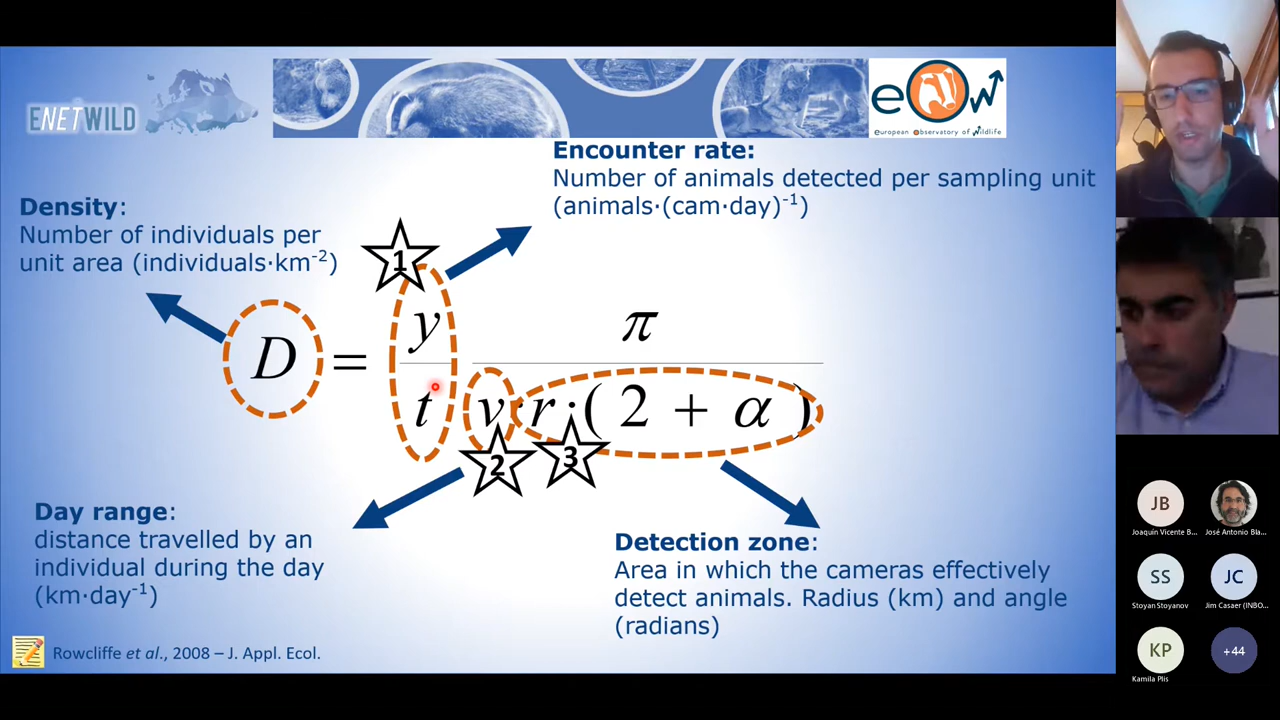 ENETWILD
eOW
european observatory of wildlife
Encounter rate:
Number of animals detected per sampling unit
(animals·(cam·day)-1)
Density:
Number of individuals per
unit area (individuals·km-2)
1
D = y/t π/(v·r·(2 + α))
2
3
Day range:
distance travelled by an
individual during the day
(km·day-1)
Detection zone:
Area in which the cameras effectively
detect animals. Radius (km) and angle
(radians)
Rowcliffe et al., 2008 – J. Appl. Ecol.
JB
Joaquín Vicente B...
José Antonio Bla...
SS
Stoyan Stoyanov
JC
Jim Casaer (INBO...
KP
Kamila Plis
+44